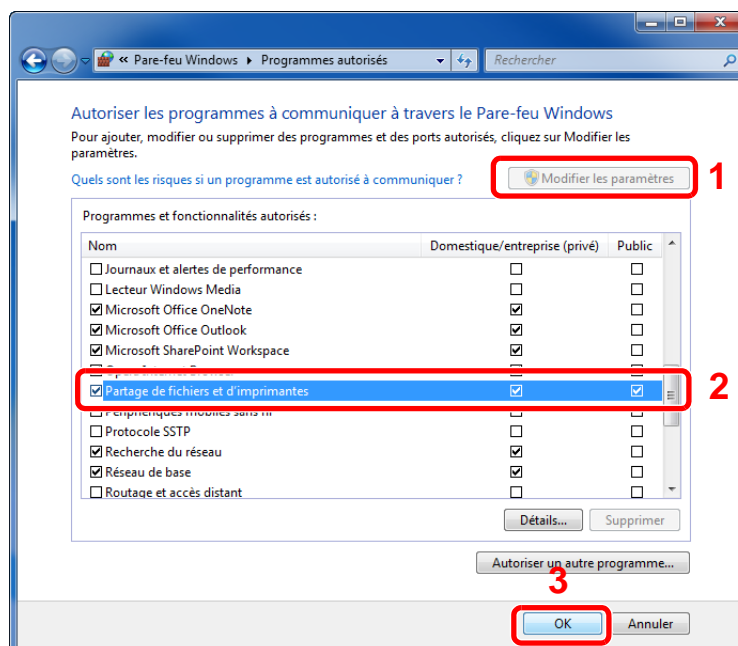 « Pare-feu Windows ▸ Programmes autorisés Rechercher
Autoriser les programmes à communiquer à travers le Pare-feu Windows
Pour ajouter, modifier ou supprimer des programmes et des ports autorisés, cliquez sur Modifier les
paramètres.
Quels sont les risques si un programme est autorisé à communiquer ? Modifier les paramètres 1
Programmes et fonctionnalités autorisés :
Nom Domestique/entreprise (privé) Public
Journaux et alertes de performance
Lecteur Windows Media
Microsoft Office OneNote
Microsoft Office Outlook
Microsoft SharePoint Workspace
Partage de fichiers et d'imprimantes 2
Périphériques mobiles sans fil
Protocole SSTP
Recherche du réseau
Réseau de base
Routage et accès distant
Détails... Supprimer
Autoriser un autre programme...
3
OK Annuler